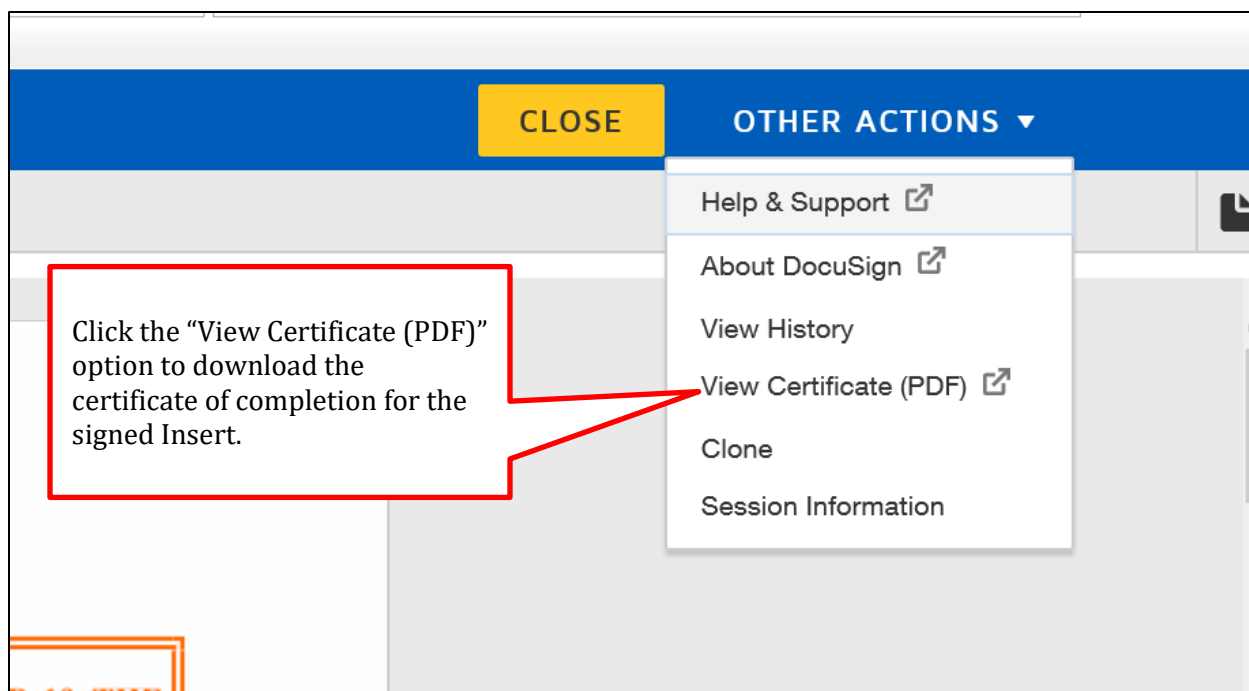 CLOSE
OTHER ACTIONS
Help & Support
About DocuSign
View History
View Certificate (PDF)
Clone
Session Information
Click the “View Certificate (PDF)”
option to download the
certificate of completion for the
signed Insert.